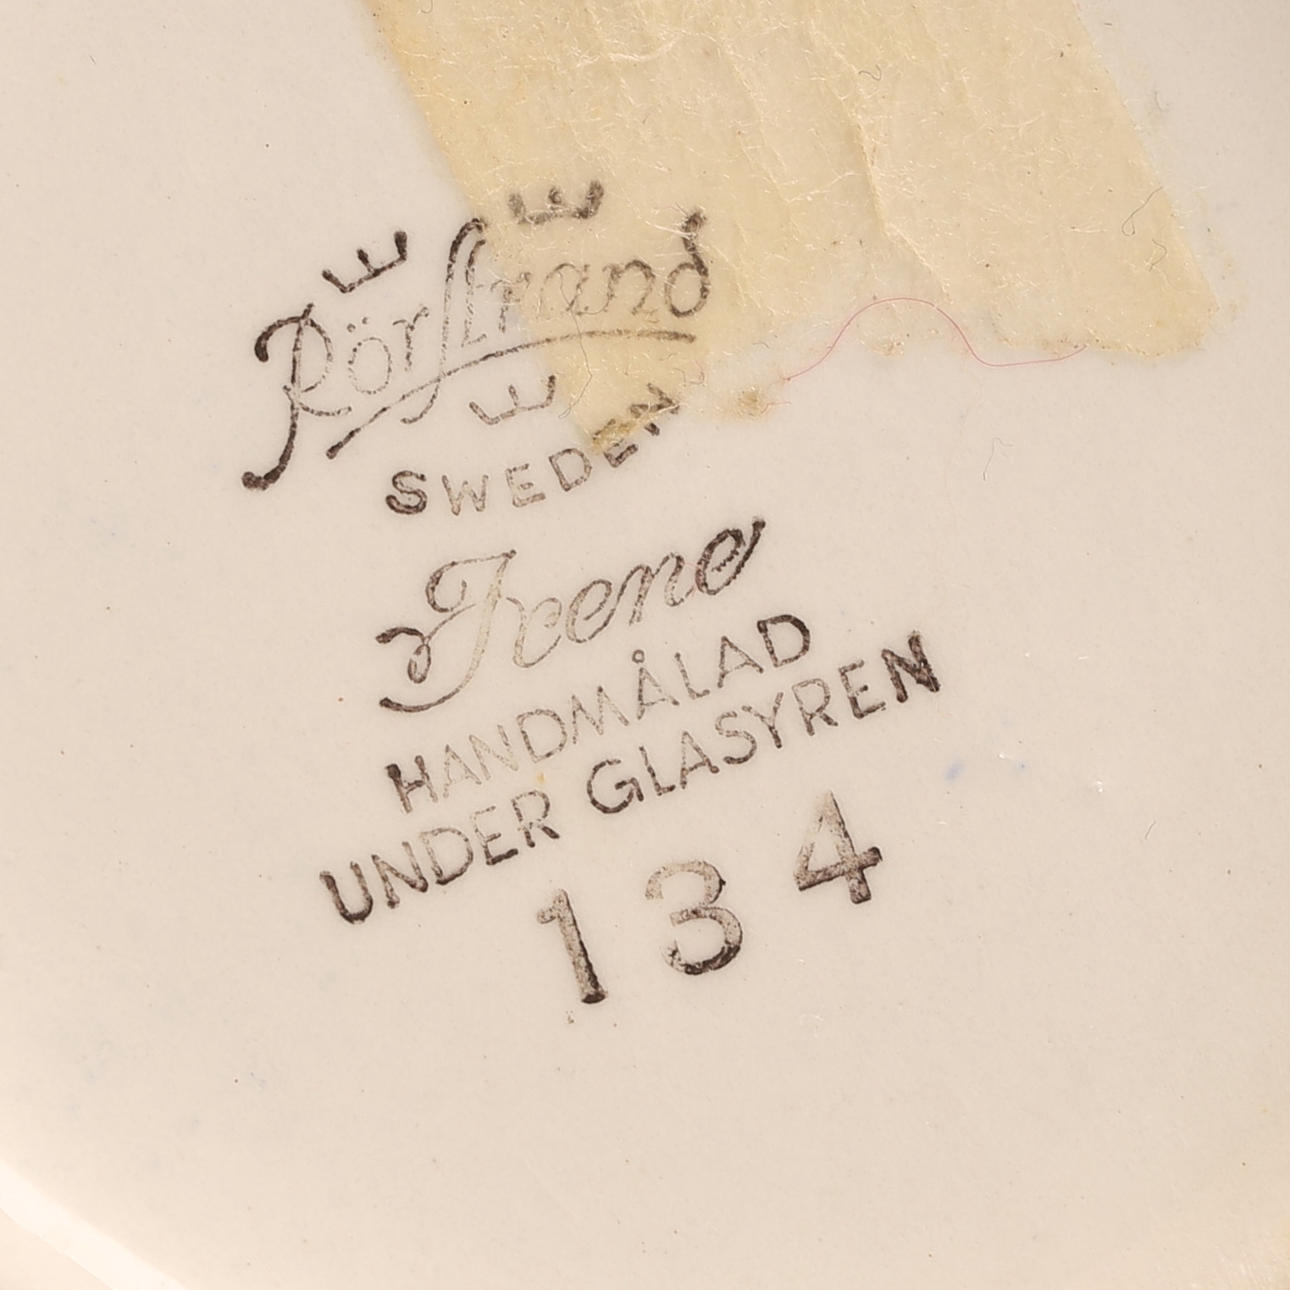 Rörstrand
SWEDEN
Irene
HANDMÅLAD
UNDER GLASYREN
134